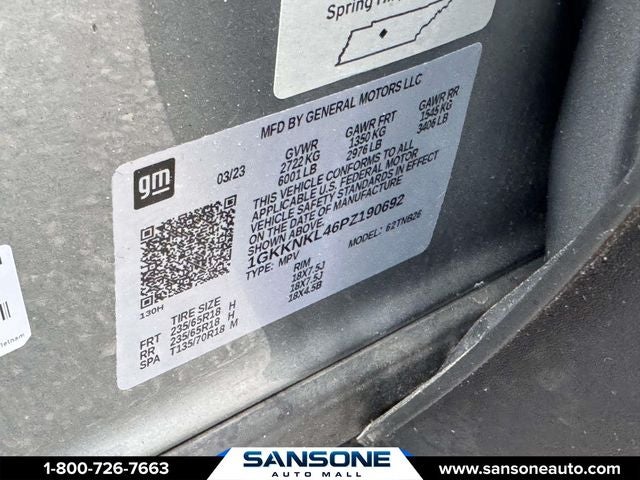 Spring
MFD BY GENERAL MOTORS LLC
gm
03/23
GVWR GAWR FRT GAWR RR
2722 KG 1350 KG 1545 KG
6001 LB 2976 LB 3406 LB
THIS VEHICLE CONFORMS TO ALL
APPLICABLE U.S. FEDERAL MOTOR
VEHICLE SAFETY STANDARDS IN EFFECT
ON THE DATE OF MANUFACTURE
SHOWN ABOVE.
1GKKNKL46PZ190692
TYPE: MPV MODEL: 62TNB26
130H
TIRE SIZE RIM
FRT 235/65R18 H 18X7.5J
RR 235/65R18 H 18X7.5J
SPA T135/70R18 M 18X4.5B
1-800-726-7663
SANSONE
AUTO MALL
www.sansoneauto.com